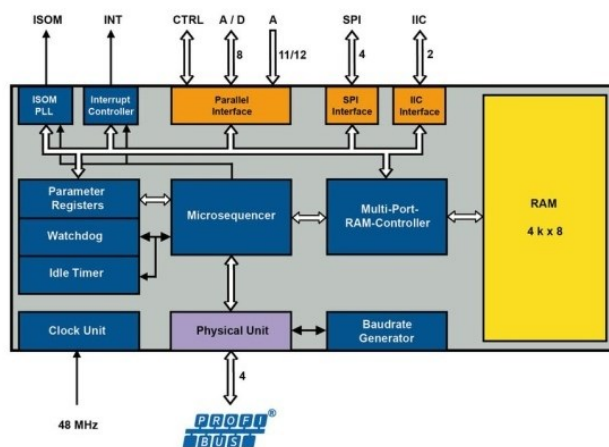 ISOM
INT
CTRL
A / D
A
SPI
IIC
8
11/12
4
2
ISOM
PLL
Interrupt
Controller
Parallel
Interface
SPI
Interface
IIC
Interface
Parameter
Registers
Microsequencer
Multi-Port-
RAM-Controller
RAM
4 k x 8
Watchdog
Idle Timer
Clock Unit
Physical Unit
Baudrate
Generator
48 MHz
4
PROFI
BUS
®